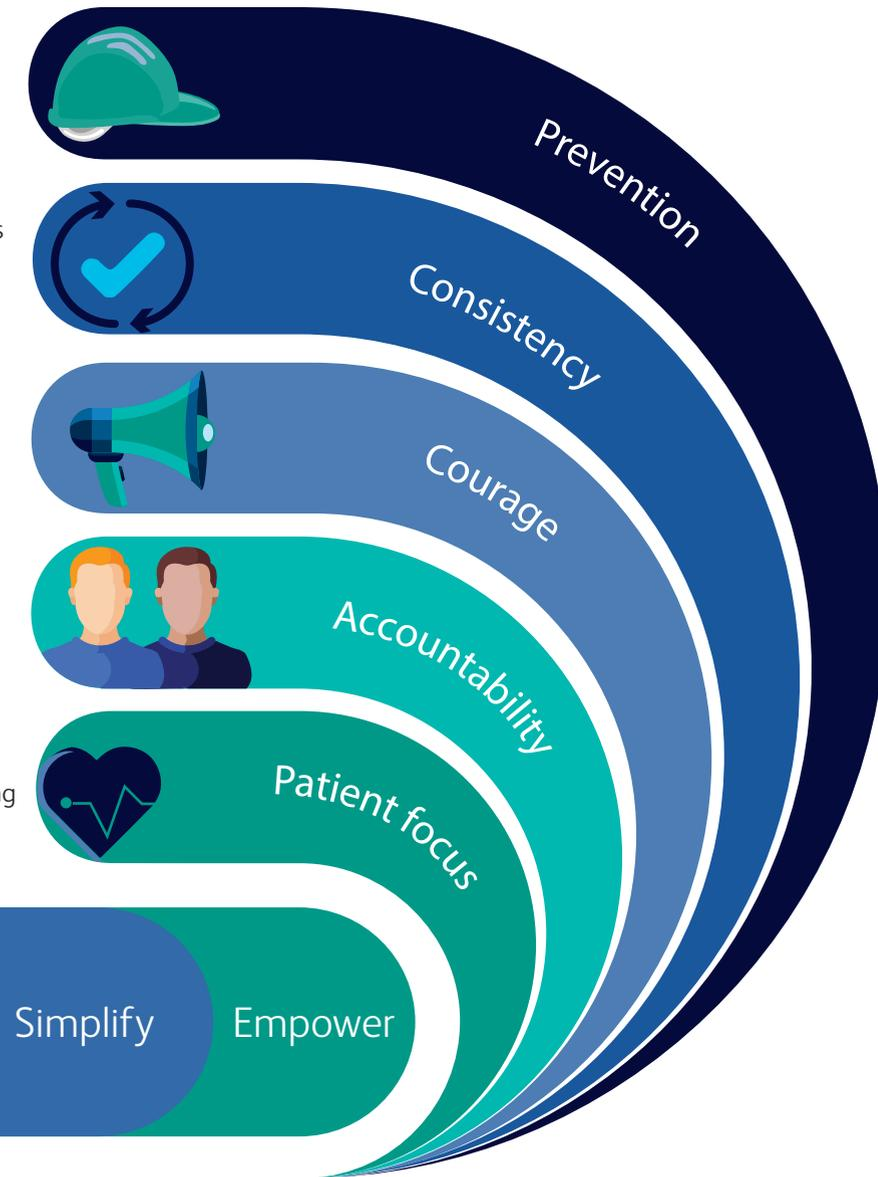 Prevention
s
Consistency
Courage
Accountability
Patient focus
g
Simplify
Empower